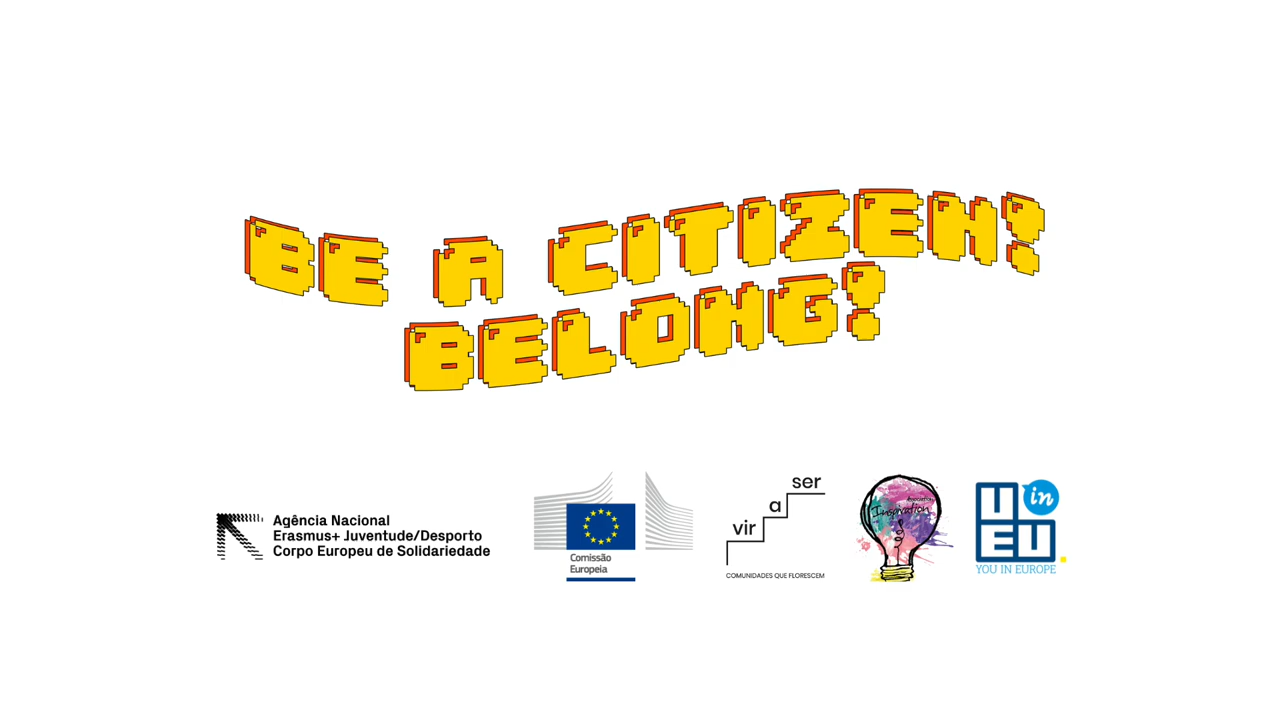 BE A CITIZEN!
BELONG!
Agência Nacional
Erasmus+ Juventude/Desporto
Corpo Europeu de Solidariedade
Comissão
Europeia
vir a ser
COMUNIDADES QUE FLORESCEM
Inspiration
U in
EU
YOU IN EUROPE